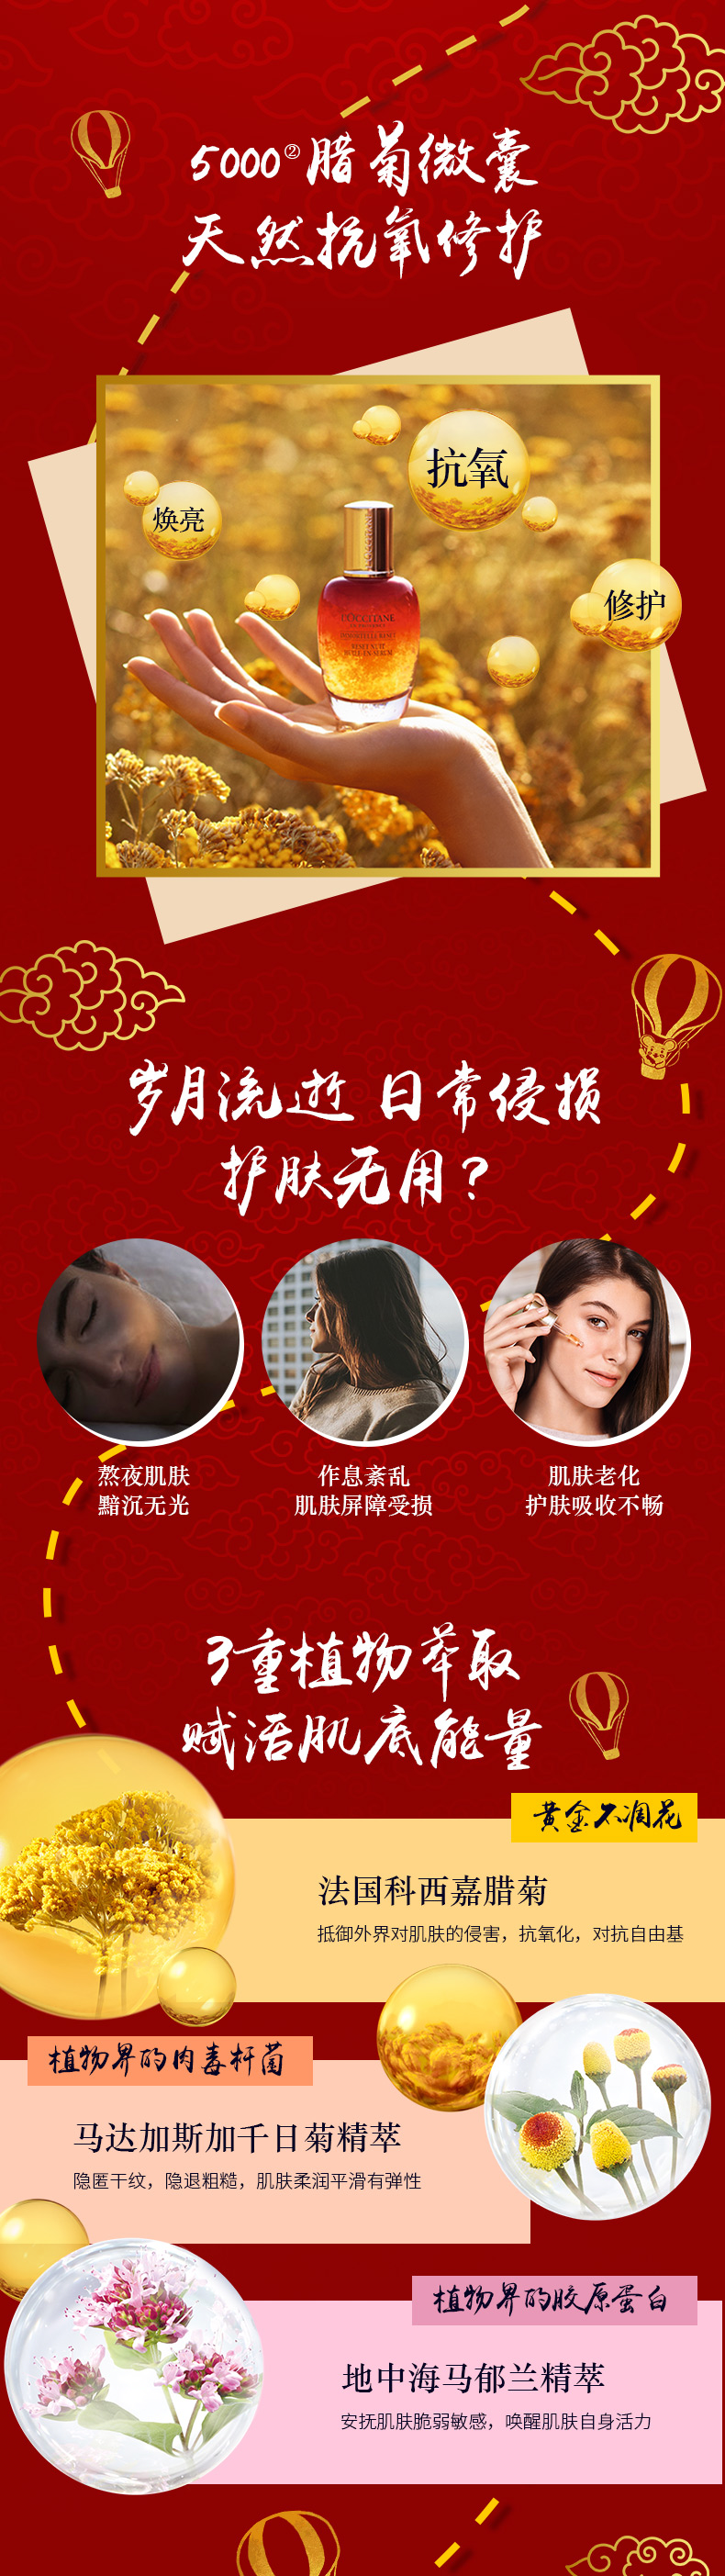 5000②腊菊微囊
天然抗氧修护
抗氧
焕亮
修护
L'OCCITANE
岁月流逝 日常侵损
护肤无用？
熬夜肌肤
黯沉无光
作息紊乱
肌肤屏障受损
肌肤老化
护肤吸收不畅
3重植物萃取
赋活肌底能量
黄金不凋花
法国科西嘉腊菊
抵御外界对肌肤的侵害，抗氧化，对抗自由基
植物界的肉毒杆菌
马达加斯加千日菊精萃
隐匿干纹，隐退粗糙，肌肤柔润平滑有弹性
植物界的胶原蛋白
地中海马郁兰精萃
安抚肌肤脆弱敏感，唤醒肌肤自身活力